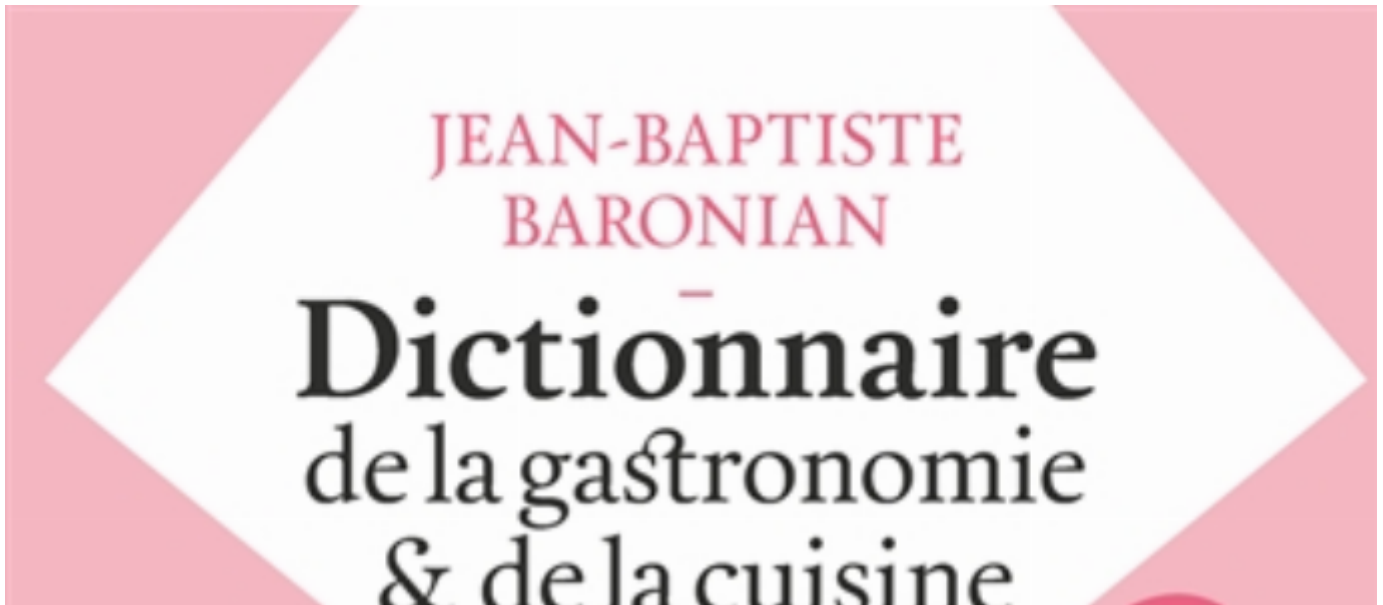 JEAN-BAPTISTE
BARONIAN
–
Dictionnaire
de la gastronomie
& de la cuisine